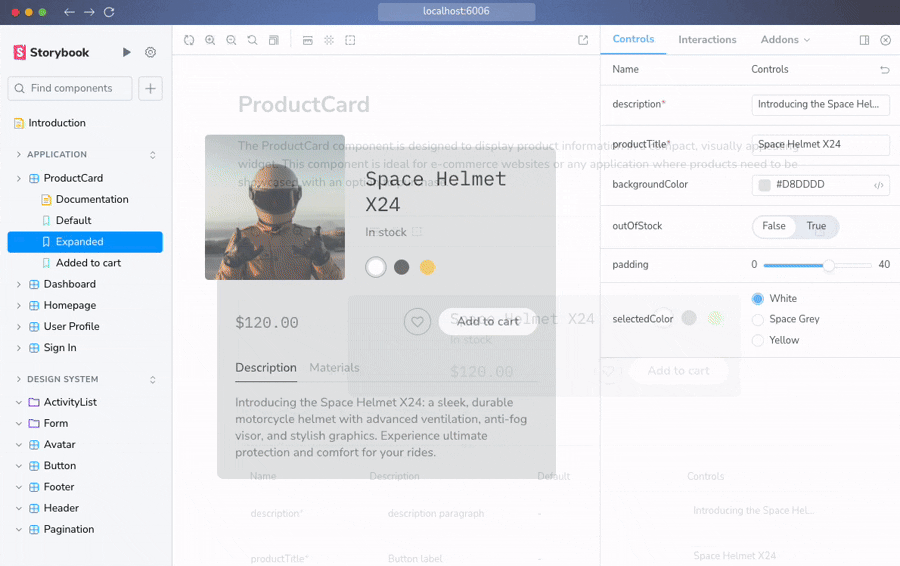 localhost:6006
Storybook
Find components
Introduction
APPLICATION
ProductCard
Documentation
Default
Expanded
Added to cart
Dashboard
Homepage
User Profile
Sign In
DESIGN SYSTEM
ActivityList
Form
Avatar
Button
Footer
Header
Pagination
ProductCard
The ProductCard component is designed to display product information
visually
widget. This component is ideal for e-commerce websites or any application where products need to be
showcased with an
Space Helmet
X24
In stock
$120.00
Add to cart
Description
Materials
Introducing the Space Helmet X24: a sleek, durable
motorcycle helmet with advanced ventilation, anti-fog
visor, and stylish graphics. Experience ultimate
protection and comfort for your rides.
Space Helmet X24
In stock
$120.00
Add to cart
Name
Description
Default
Controls
description*
description paragraph
-
Introducing the Space Hel...
productTitle*
Button label
-
Space Helmet X24
Controls
Interactions
Addons
Name
Controls
description*
Introducing the Space Hel...
productTitle*
Space Helmet X24
backgroundColor
#D8DDDD
outOfStock
False
True
padding
0
40
selectedColor
White
Space Grey
Yellow